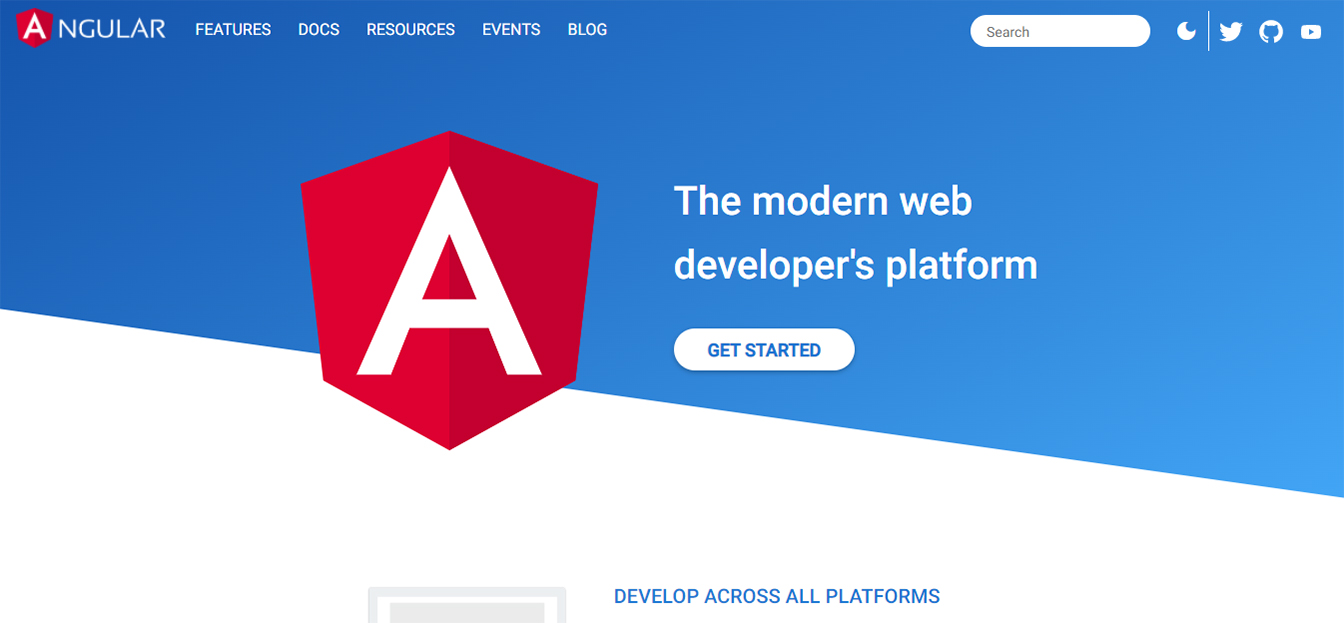 ANGULAR FEATURES DOCS RESOURCES EVENTS BLOG Search
A
The modern web
developer's platform
GET STARTED
DEVELOP ACROSS ALL PLATFORMS